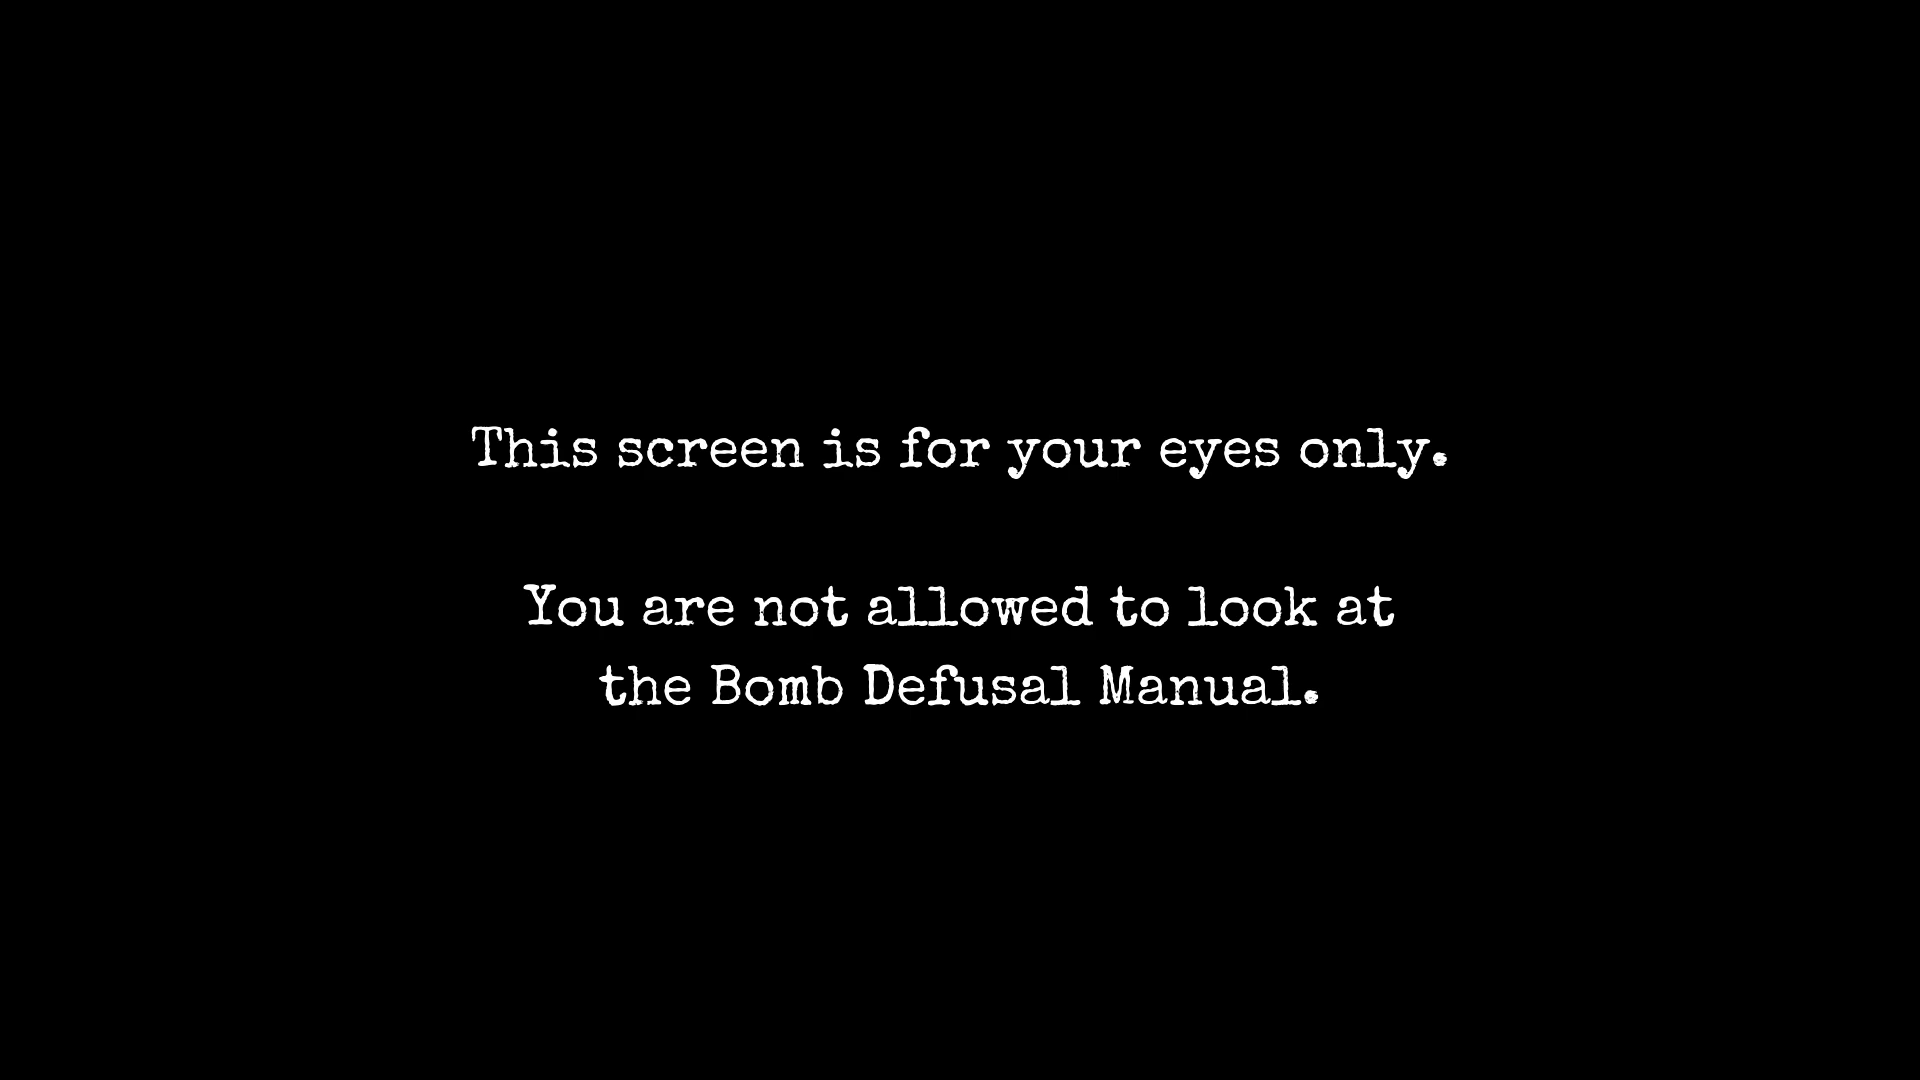 This screen is for your eyes only.
You are not allowed to look at
the Bomb Defusal Manual.